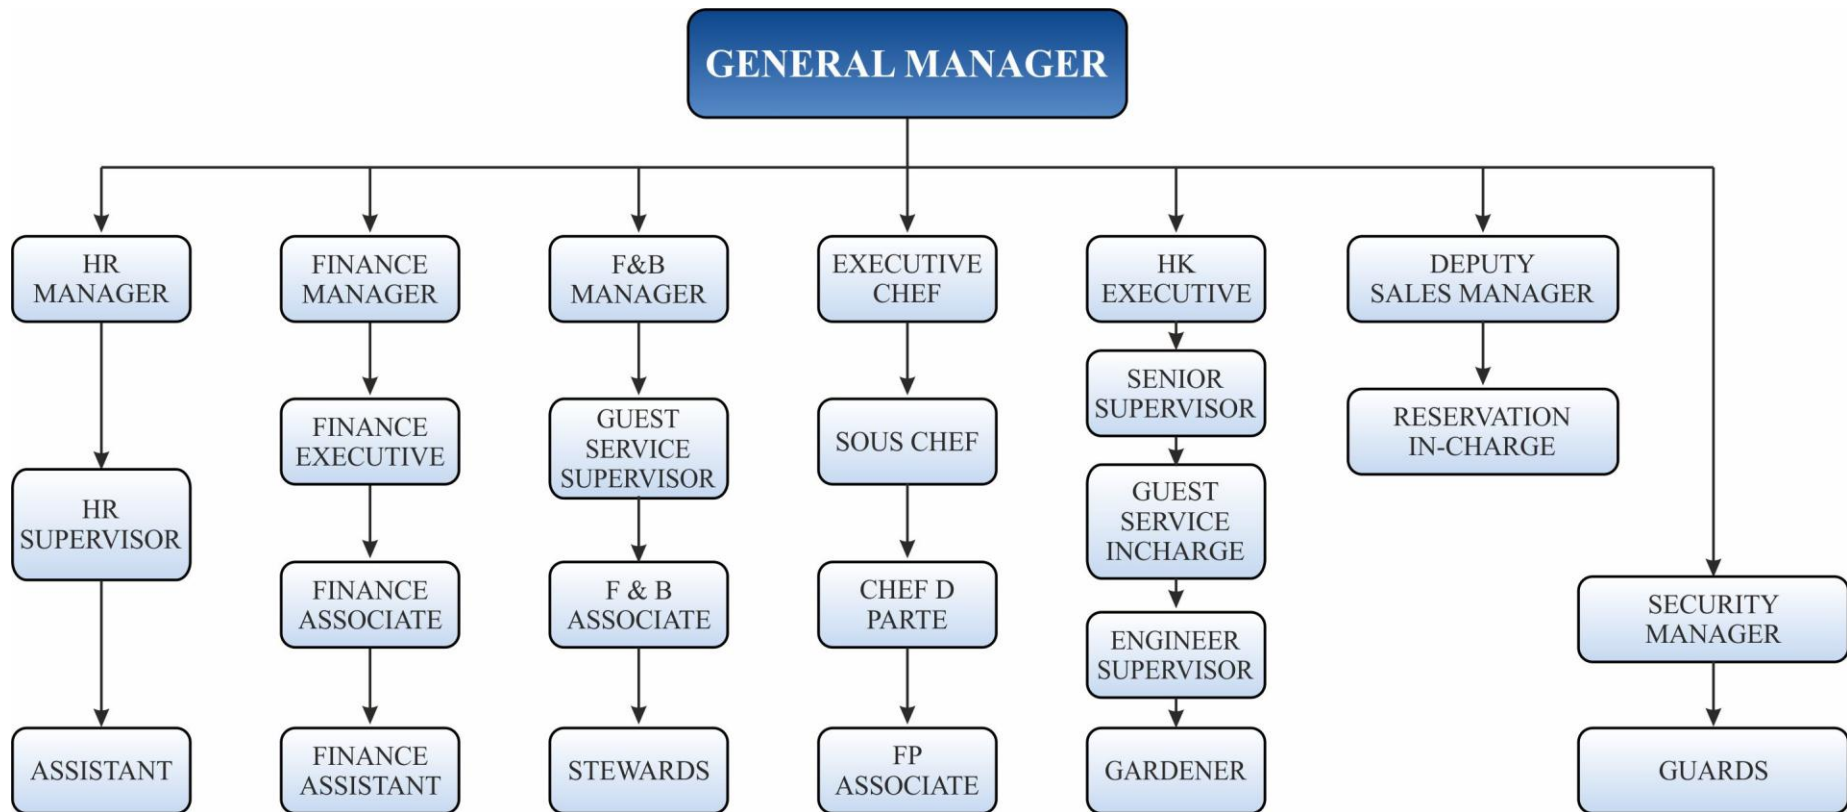 GENERAL MANAGER
HR
MANAGER
FINANCE
MANAGER
F&B
MANAGER
EXECUTIVE
CHEF
HK
EXECUTIVE
DEPUTY
SALES MANAGER
SENIOR
SUPERVISOR
FINANCE
EXECUTIVE
GUEST
SERVICE
SUPERVISOR
SOUS CHEF
RESERVATION
IN-CHARGE
HR
SUPERVISOR
GUEST
SERVICE
INCHARGE
FINANCE
ASSOCIATE
F & B
ASSOCIATE
CHEF D
PARTE
ENGINEER
SUPERVISOR
SECURITY
MANAGER
ASSISTANT
FINANCE
ASSISTANT
STEWARDS
FP
ASSOCIATE
GARDENER
GUARDS